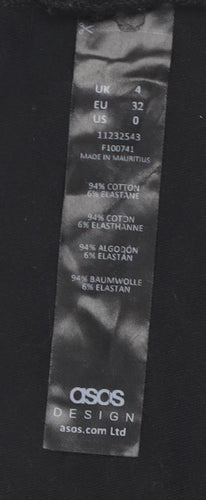 UK 4
EU 32
US 0
11232543
F100741
MADE IN MAURITIUS
94% COTTON
6% ELASTANE
94% COTON
6% ELASTHANNE
94% ALGODÓN
6% ELASTAN
94% BAUMWOLLE
6% ELASTAN
asos
DESIGN
asos.com Ltd